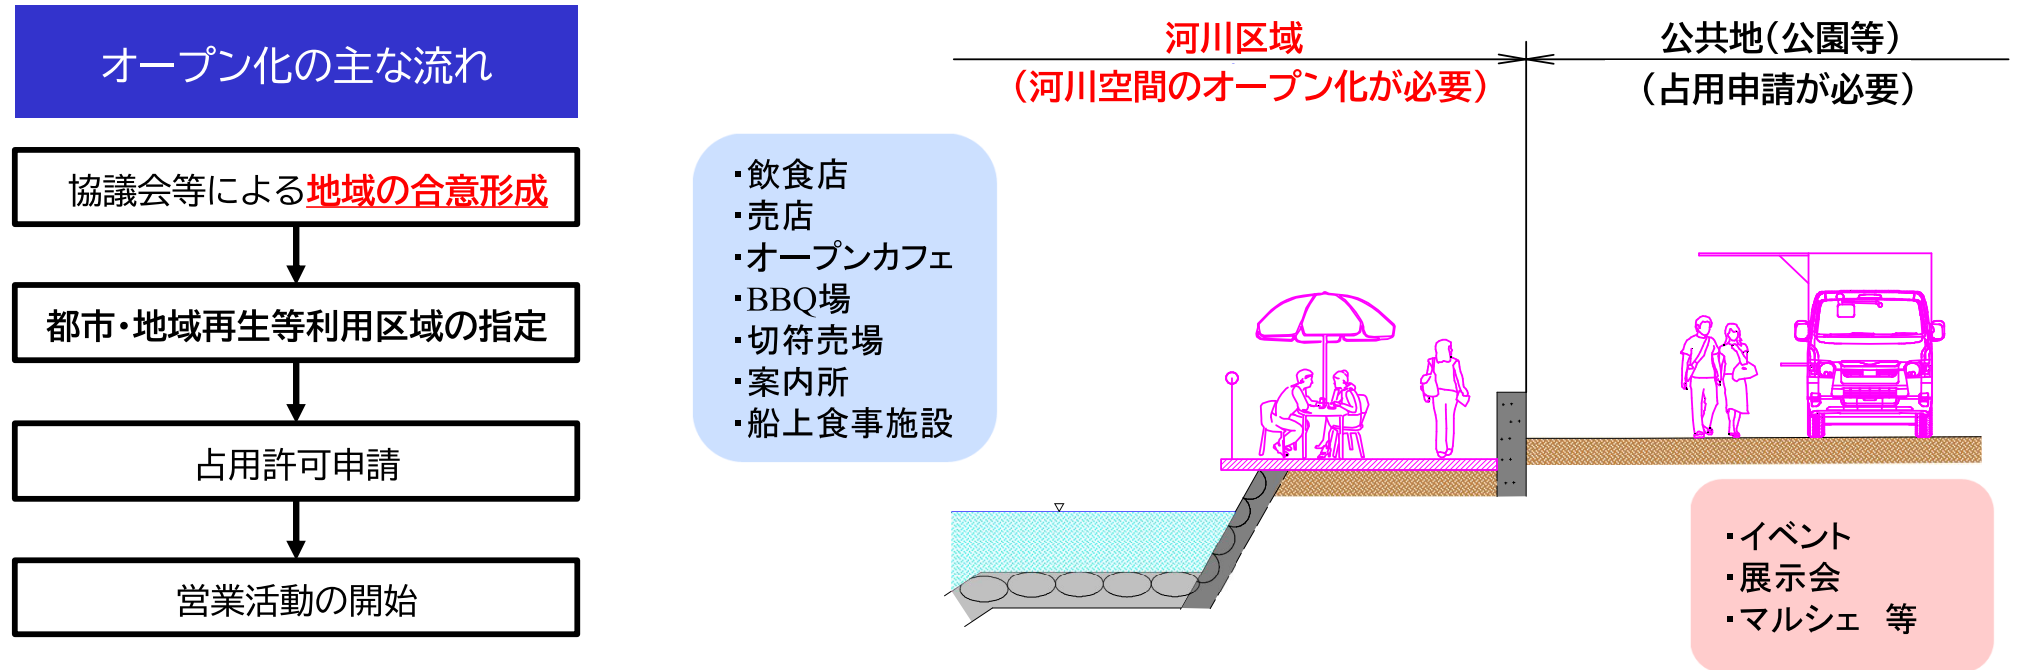 オープン化の主な流れ
協議会等による地域の合意形成
都市・地域再生等利用区域の指定
占用許可申請
営業活動の開始
河川区域
（河川空間のオープン化が必要）
公共地（公園等）
（占用申請が必要）
・飲食店
・売店
・オープンカフェ
・BBQ場
・切符売場
・案内所
・船上食事施設
・イベント
・展示会
・マルシェ　等